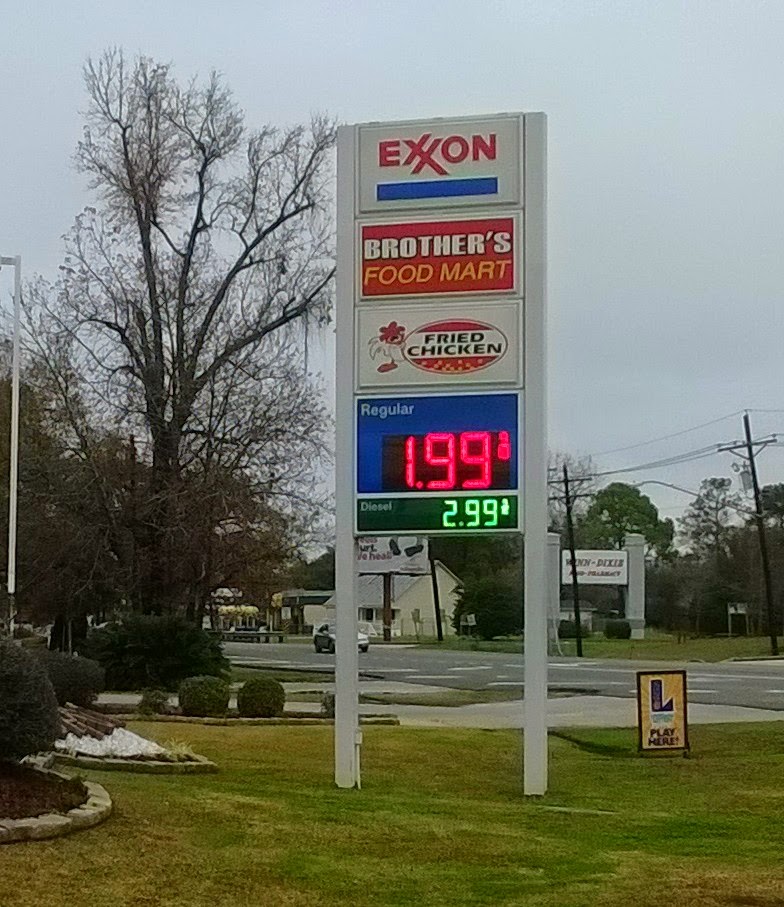 EXXON
BROTHER'S
FOOD MART
FRIED
CHICKEN
Regular
1.99
Diesel
2.99
WINN-DIXIE
PLAY
HERE!